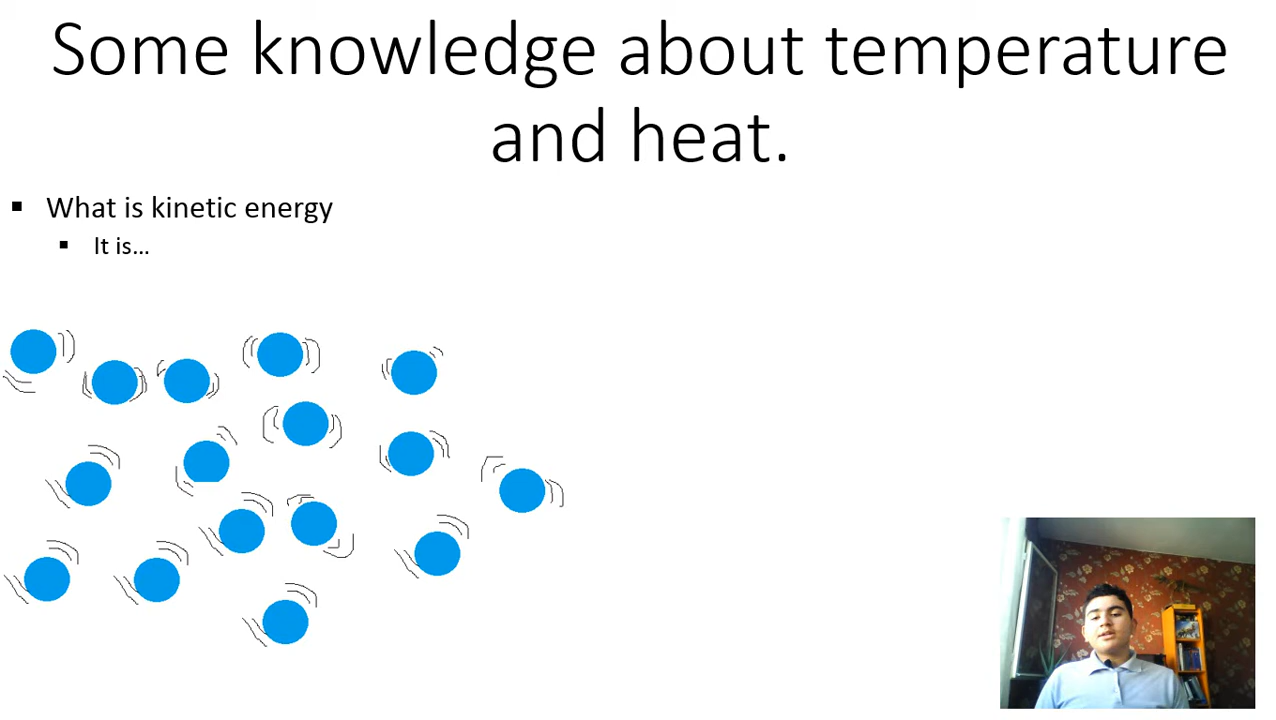 Some knowledge about temperature
and heat.
▪ What is kinetic energy
▪ It is...